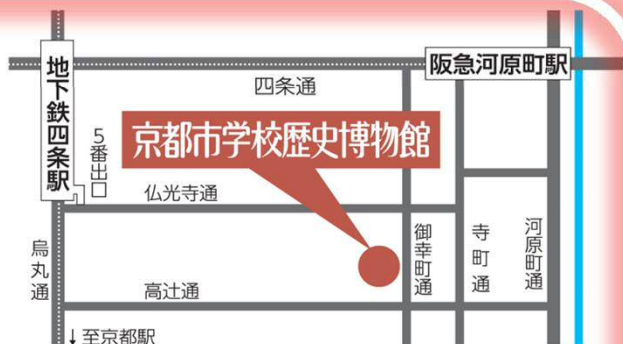 地下鉄四条駅
阪急河原町駅
四条通
5番出口
京都市学校歴史博物館
仏光寺通
烏丸通
御幸町通
寺町通
河原町通
高辻通
↓至京都駅